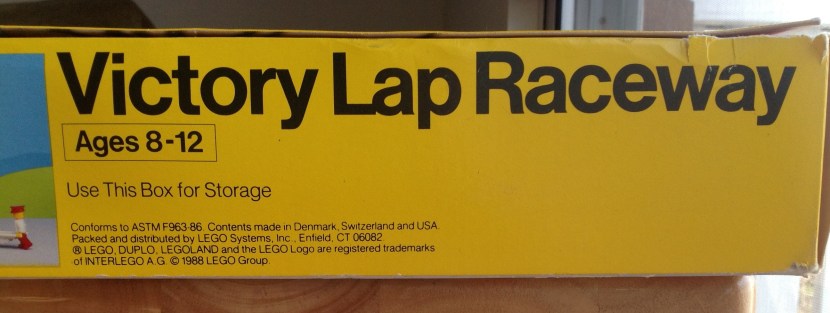 Victory Lap Raceway
Ages 8-12
Use This Box for Storage
Conforms to ASTM F963-86. Contents made in Denmark, Switzerland and USA.
Packed and distributed by LEGO Systems, Inc., Enfield, CT 06082.
® LEGO, DUPLO, LEGOLAND and the LEGO Logo are registered trademarks
of INTERLEGO A.G. © 1988 LEGO Group.